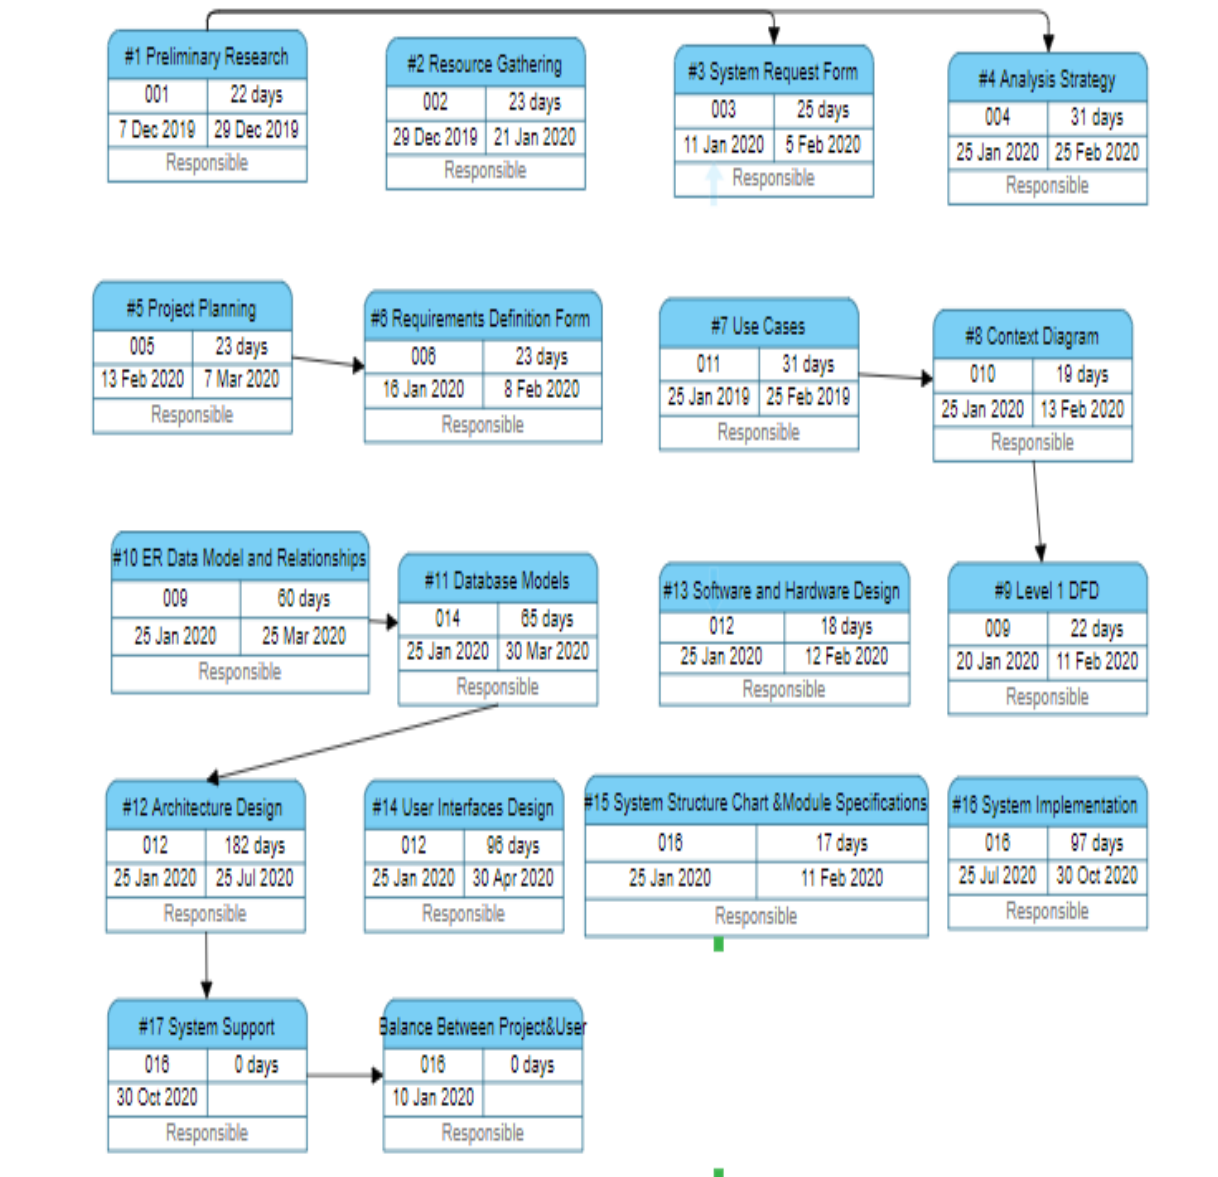 #1 Preliminary Research
001 22 days
7 Dec 2019 29 Dec 2019
Responsible
#2 Resource Gathering
002 23 days
29 Dec 2019 21 Jan 2020
Responsible
#3 System Request Form
003 25 days
11 Jan 2020 5 Feb 2020
Responsible
#4 Analysis Strategy
004 31 days
25 Jan 2020 25 Feb 2020
Responsible
#5 Project Planning
005 23 days
13 Feb 2020 7 Mar 2020
Responsible
#6 Requirements Definition Form
006 23 days
16 Jan 2020 8 Feb 2020
Responsible
#7 Use Cases
011 31 days
25 Jan 2019 25 Feb 2019
Responsible
#8 Context Diagram
010 19 days
25 Jan 2020 13 Feb 2020
Responsible
#10 ER Data Model and Relationships
009 60 days
25 Jan 2020 25 Mar 2020
Responsible
#11 Database Models
014 65 days
25 Jan 2020 30 Mar 2020
Responsible
#13 Software and Hardware Design
012 18 days
25 Jan 2020 12 Feb 2020
Responsible
#9 Level 1 DFD
009 22 days
20 Jan 2020 11 Feb 2020
Responsible
#12 Architecture Design
012 182 days
25 Jan 2020 25 Jul 2020
Responsible
#14 User Interfaces Design
012 96 days
25 Jan 2020 30 Apr 2020
Responsible
#15 System Structure Chart &Module Specifications
016 17 days
25 Jan 2020 11 Feb 2020
Responsible
#16 System Implementation
016 97 days
25 Jul 2020 30 Oct 2020
Responsible
#17 System Support
016 0 days
30 Oct 2020
Responsible
Balance Between Project&User
016 0 days
10 Jan 2020
Responsible